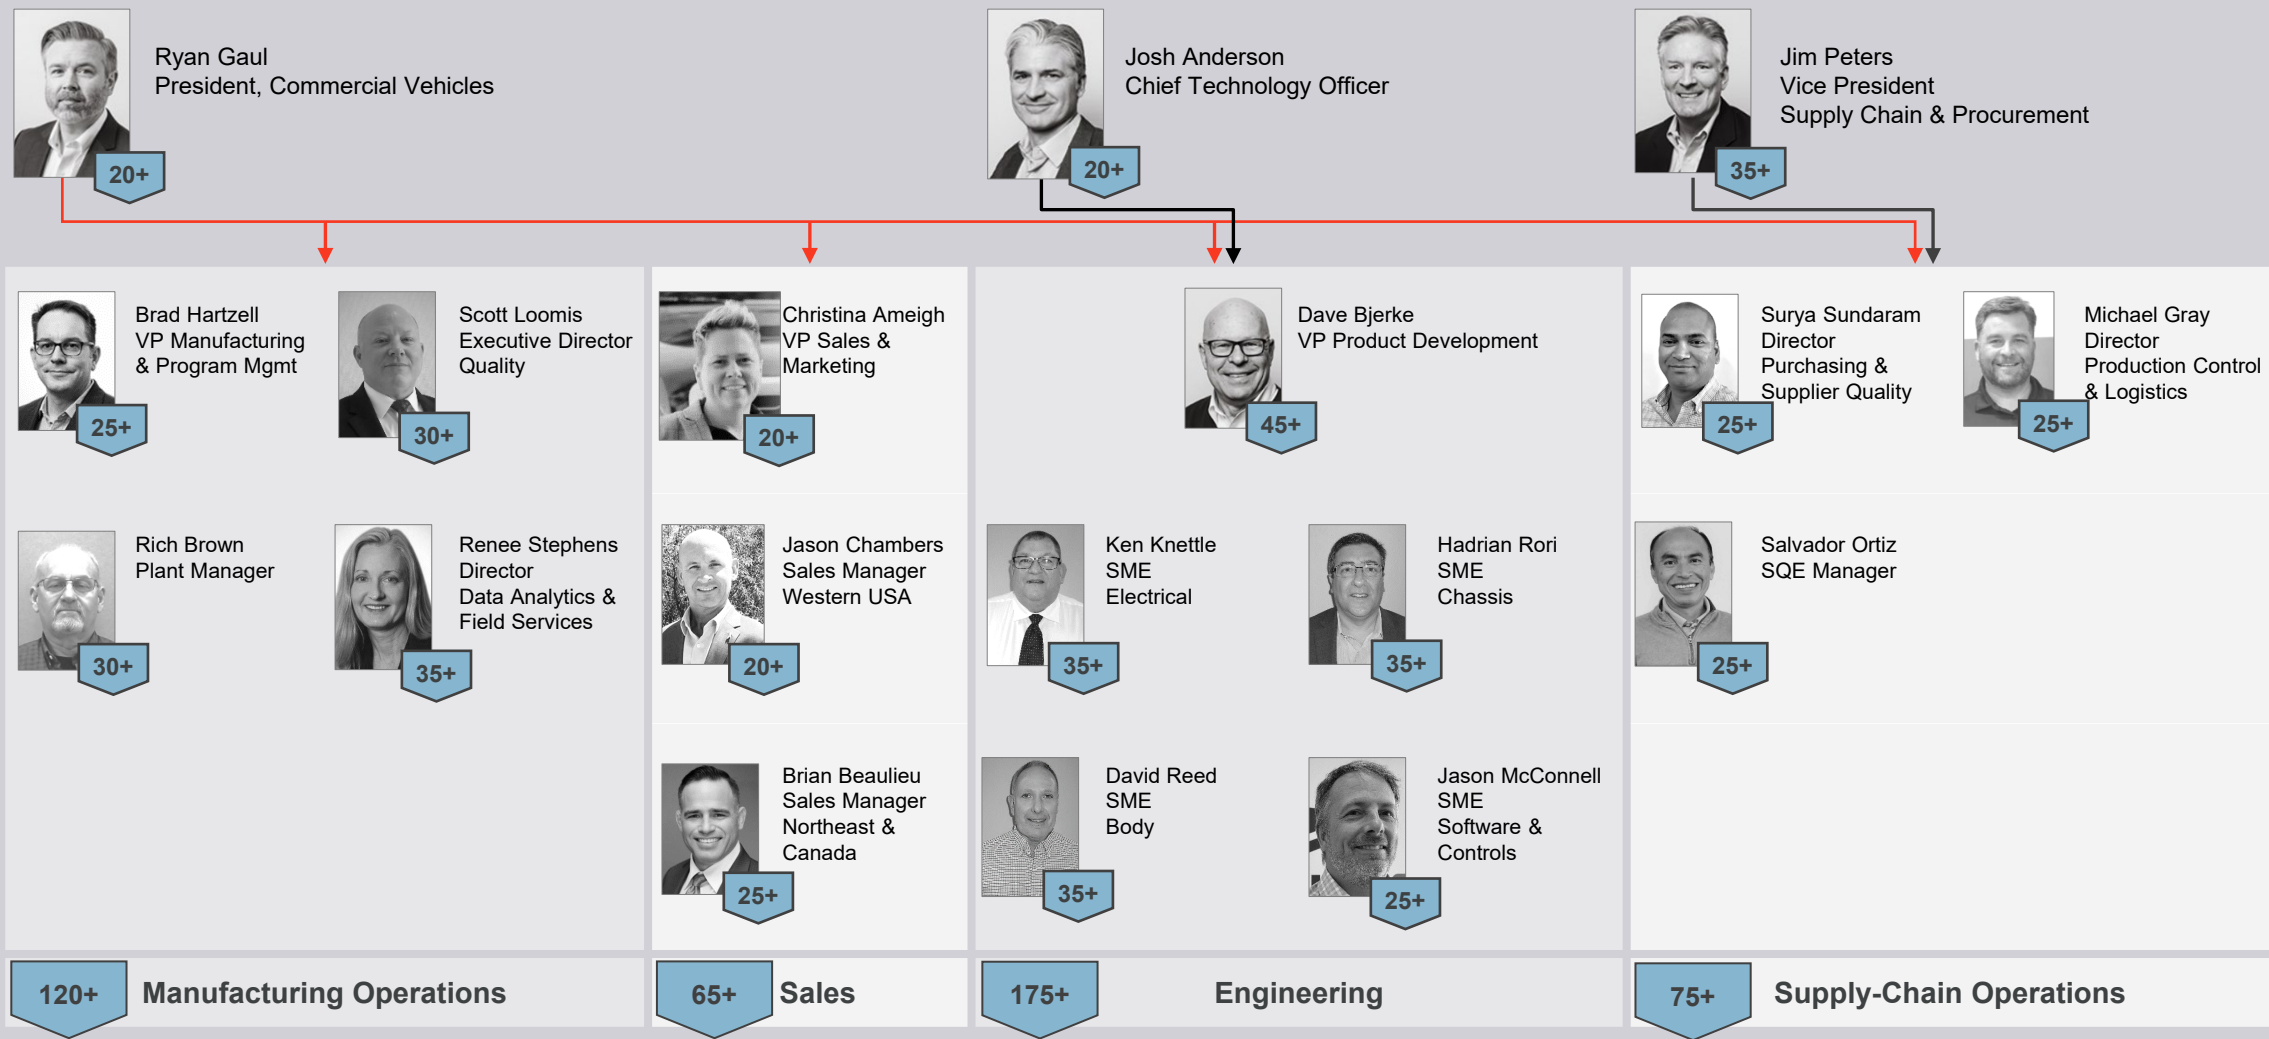 Ryan Gaul
President, Commercial Vehicles
20+
Josh Anderson
Chief Technology Officer
20+
Jim Peters
Vice President
Supply Chain & Procurement
35+
Brad Hartzell
VP Manufacturing
& Program Mgmt
25+
Scott Loomis
Executive Director
Quality
30+
Rich Brown
Plant Manager
30+
Renee Stephens
Director
Data Analytics &
Field Services
35+
120+
Manufacturing Operations
Christina Ameigh
VP Sales &
Marketing
20+
Jason Chambers
Sales Manager
Western USA
20+
Brian Beaulieu
Sales Manager
Northeast &
Canada
25+
65+
Sales
Dave Bjerke
VP Product Development
45+
Ken Knettle
SME
Electrical
35+
Hadrian Rori
SME
Chassis
35+
David Reed
SME
Body
35+
Jason McConnell
SME
Software &
Controls
25+
175+
Engineering
Surya Sundaram
Director
Purchasing &
Supplier Quality
25+
Michael Gray
Director
Production Control
& Logistics
25+
Salvador Ortiz
SQE Manager
25+
75+
Supply-Chain Operations